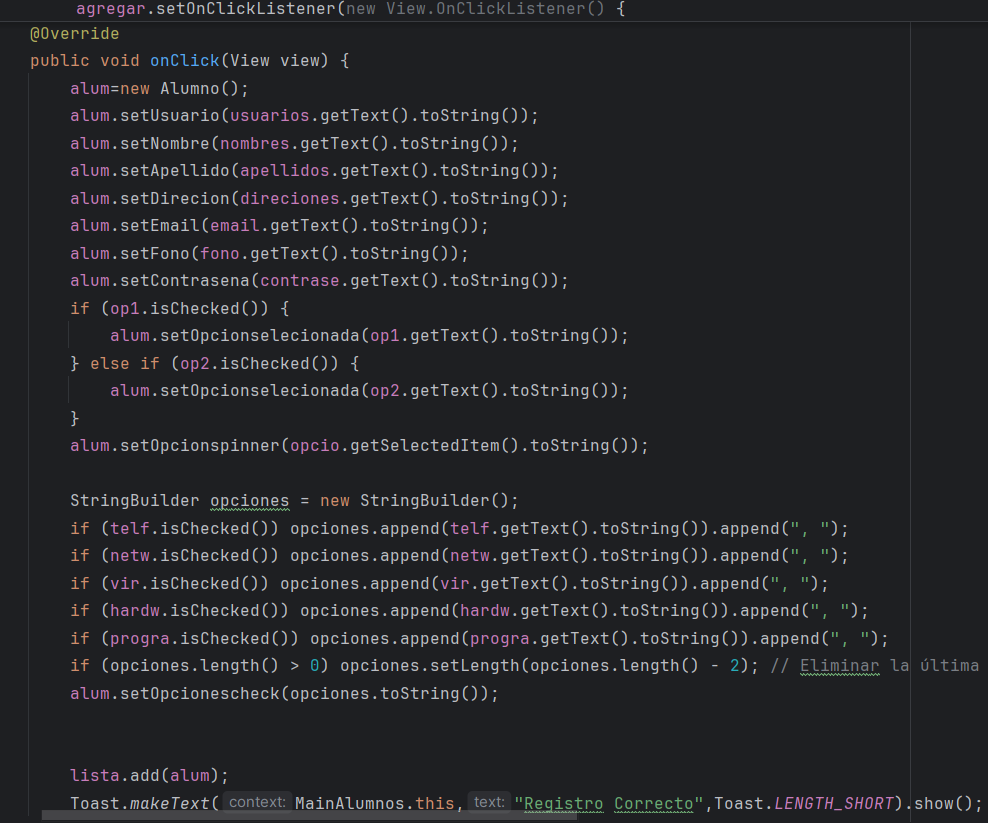 agregar.setOnClickListener(new View.OnClickListener() {
@Override
public void onClick(View view) {
alum=new Alumno();
alum.setUsuario(usuarios.getText().toString());
alum.setNombre(nombres.getText().toString());
alum.setApellido(apellidos.getText().toString());
alum.setDirecion(direciones.getText().toString());
alum.setEmail(email.getText().toString());
alum.setFono(fono.getText().toString());
alum.setContrasena(contrase.getText().toString());
if (op1.isChecked()) {
alum.setOpcionselecionada(op1.getText().toString());
} else if (op2.isChecked()) {
alum.setOpcionselecionada(op2.getText().toString());
}
alum.setOpcionspinner(opcio.getSelectedItem().toString());
StringBuilder opciones = new StringBuilder();
if (telf.isChecked()) opciones.append(telf.getText().toString()).append(", ");
if (netw.isChecked()) opciones.append(netw.getText().toString()).append(", ");
if (vir.isChecked()) opciones.append(vir.getText().toString()).append(", ");
if (hardw.isChecked()) opciones.append(hardw.getText().toString()).append(", ");
if (progra.isChecked()) opciones.append(progra.getText().toString()).append(", ");
if (opciones.length() > 0) opciones.setLength(opciones.length() - 2); // Eliminar la última
alum.setOpcionescheck(opciones.toString());
lista.add(alum);
Toast.makeText( context: MainAlumnos.this, text: "Registro Correcto",Toast.LENGTH_SHORT).show();